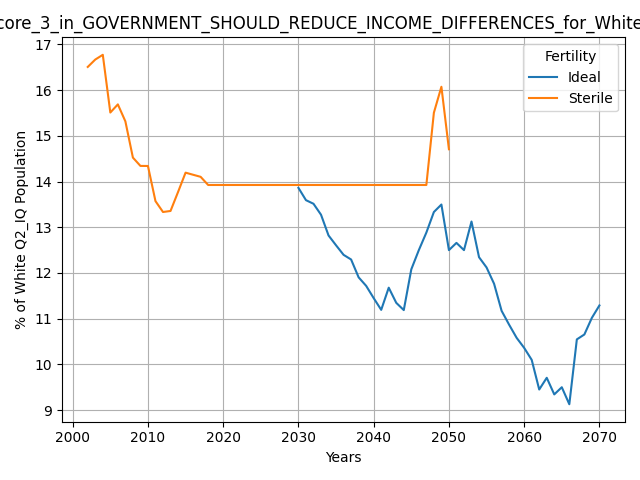 core_3_in_GOVERNMENT_SHOULD_REDUCE_INCOME_DIFFERENCES_for_White
Fertility
Ideal
Sterile
% of White Q2_IQ Population
17
16
15
14
13
12
11
10
9
2000 2010 2020 2030 2040 2050 2060 2070
Years